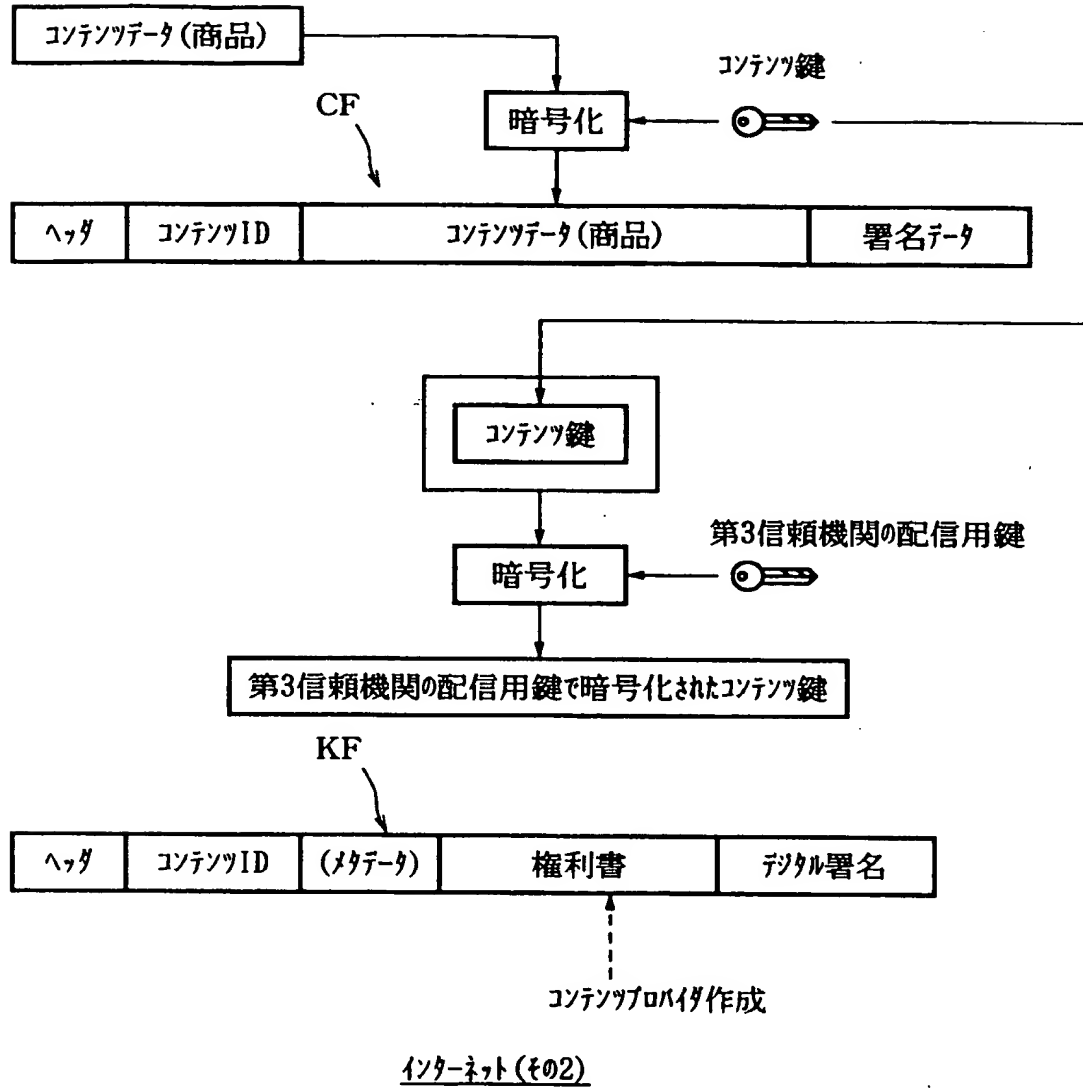 コンテンツデータ(商品)
コンテンツ鍵
CF
暗号化
ヘッダ コンテンツID コンテンツデータ(商品) 署名データ
コンテンツ鍵
第3信頼機関の配信用鍵
暗号化
第3信頼機関の配信用鍵で暗号化されたコンテンツ鍵
KF
ヘッダ コンテンツID (メタデータ) 権利書 デジタル署名
コンテンツプロバイダ作成
インターネット(その2)